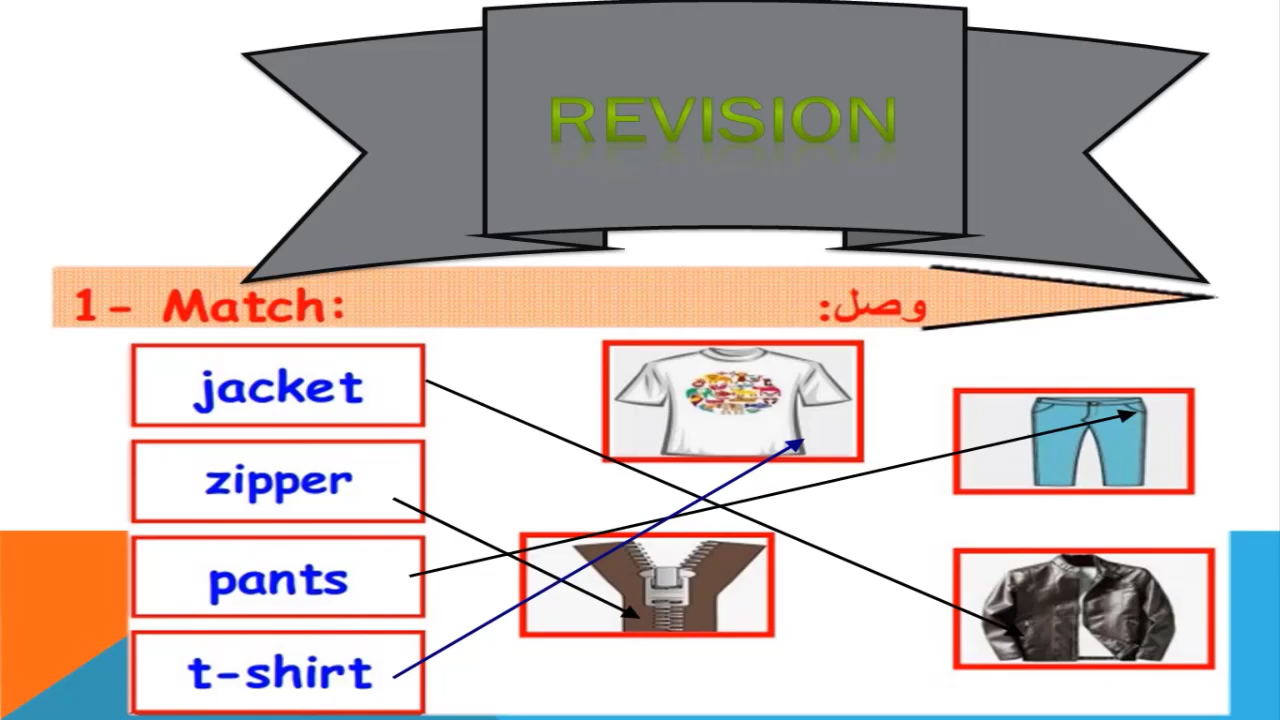 REVISION
1- Match: وصل:
jacket
zipper
pants
t-shirt